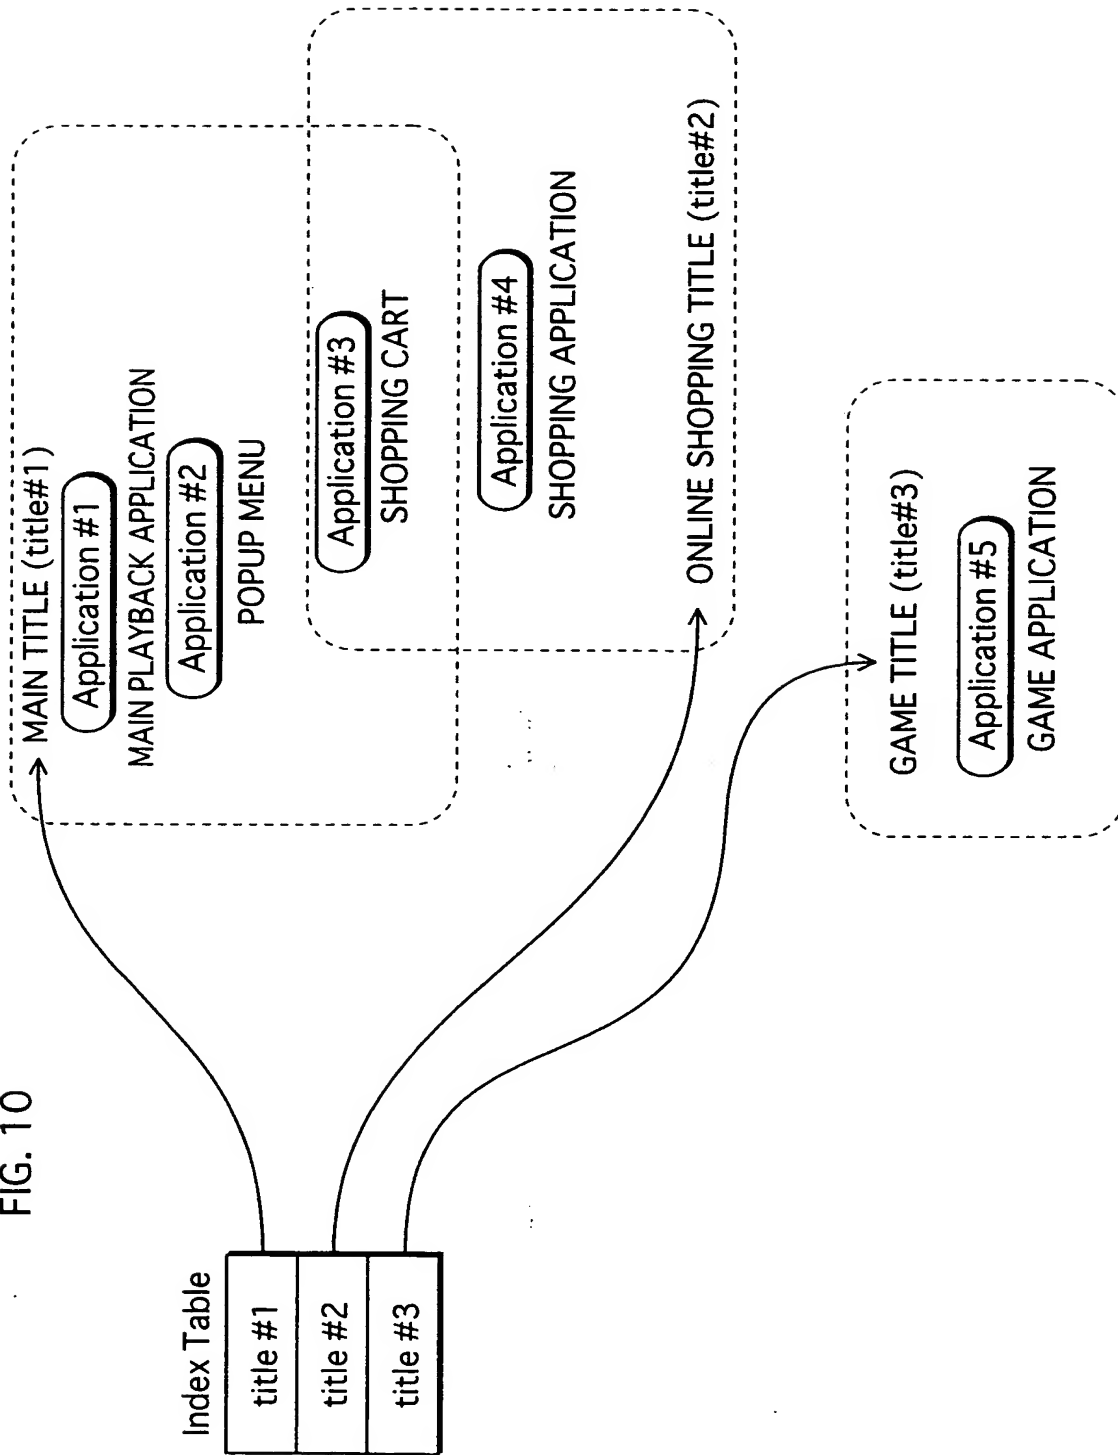 FIG. 10
Index Table
title #1
title #2
title #3
MAIN TITLE (title#1)
Application #1
MAIN PLAYBACK APPLICATION
Application #2
POPUP MENU
Application #3
SHOPPING CART
Application #4
SHOPPING APPLICATION
ONLINE SHOPPING TITLE (title#2)
GAME TITLE (title#3)
Application #5
GAME APPLICATION